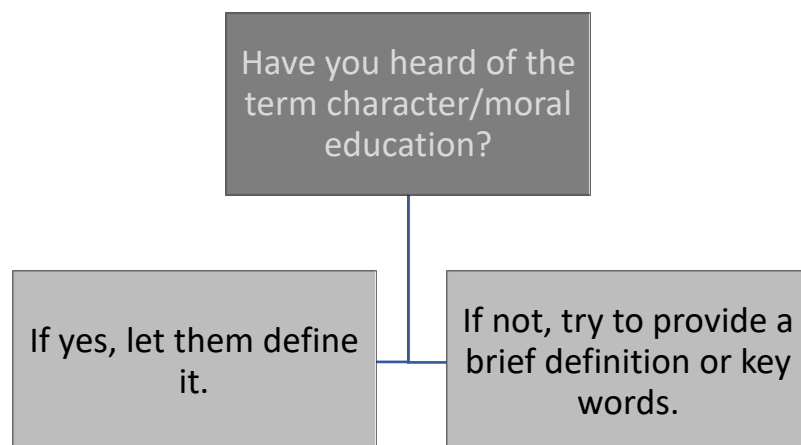 Have you heard of the
term character/moral
education?
If yes, let them define
it.
If not, try to provide a
brief definition or key
words.